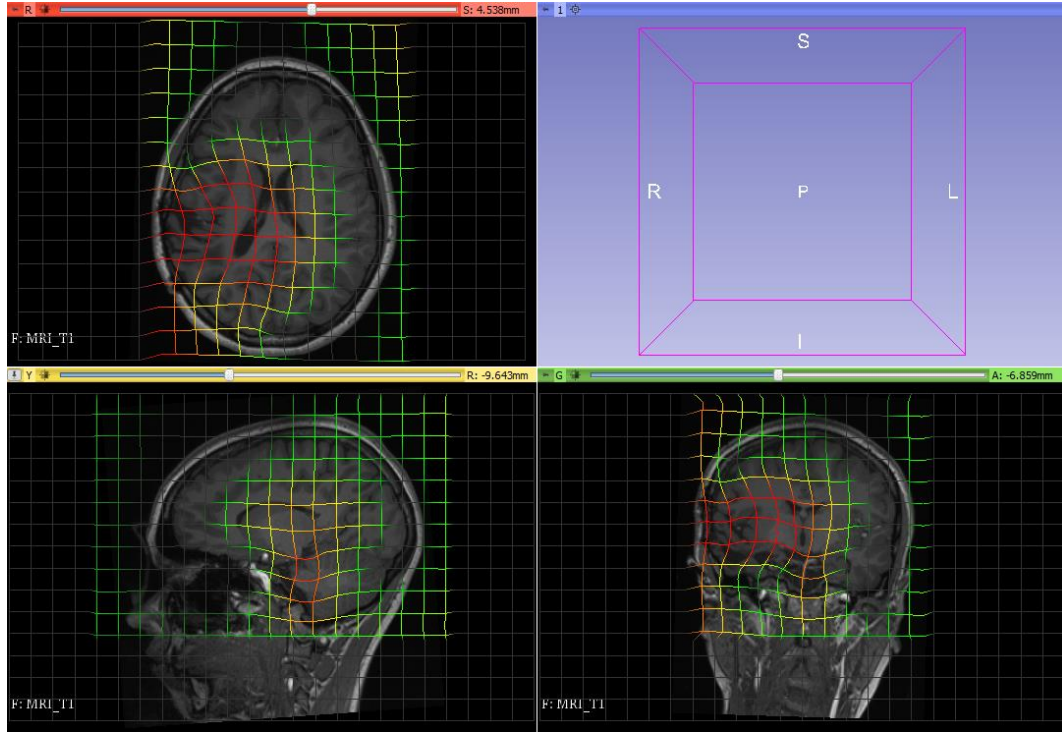 R S: 4.538mm
1
S
R P L
I
F: MRI_T1
Y R: -9.643mm
G A: -6.859mm
F: MRI_T1
F: MRI_T1